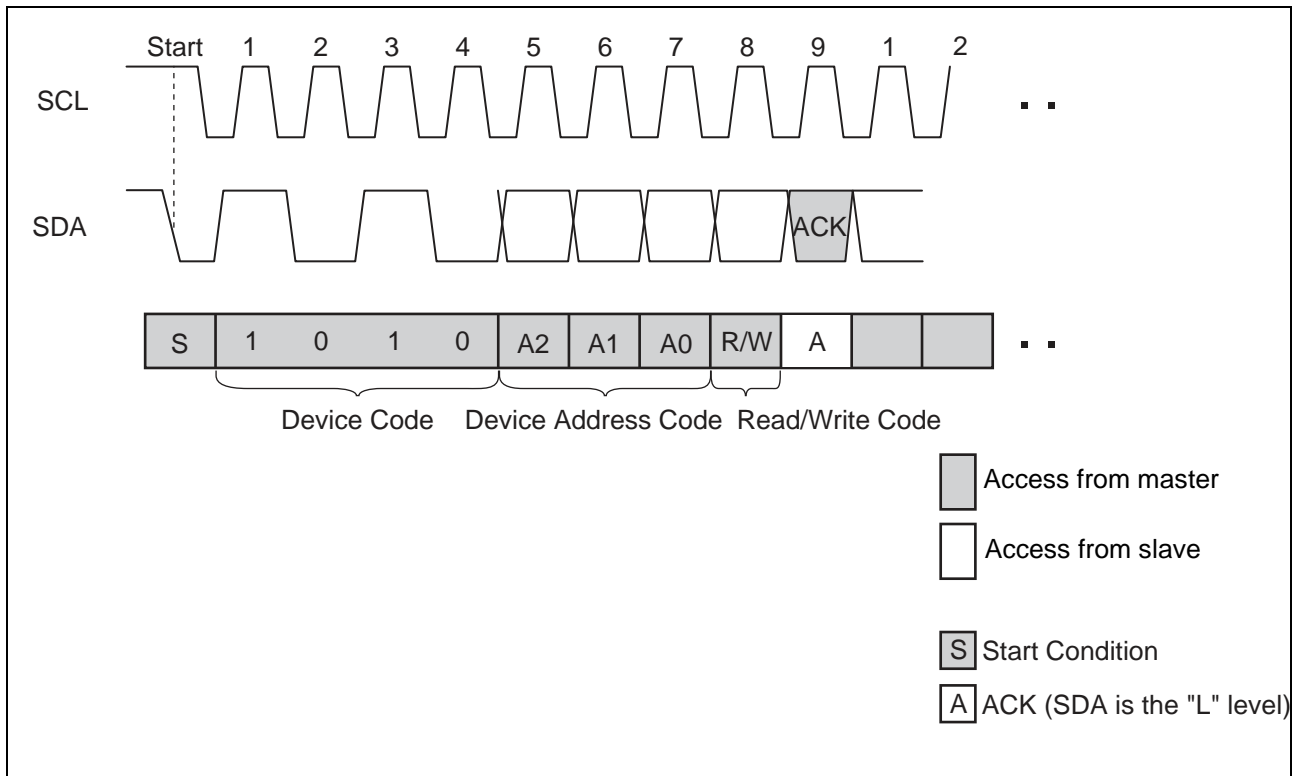 Start 1 2 3 4 5 6 7 8 9 1 2
SCL
SDA
ACK
S 1 0 1 0 A2 A1 A0 R/W A
Device Code Device Address Code Read/Write Code
Access from master
Access from slave
S Start Condition
A ACK (SDA is the "L" level)